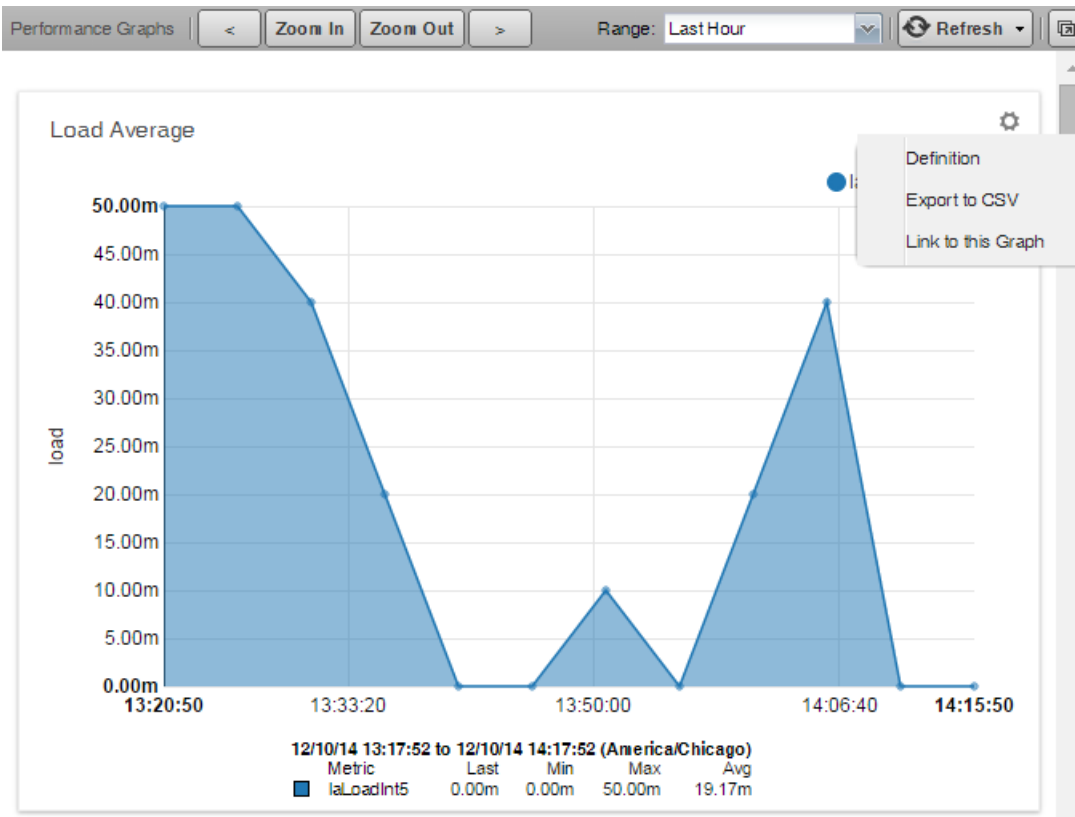 Performance Graphs < Zoom In Zoom Out > Range: Last Hour Refresh
Load Average
Definition
Export to CSV
Link to this Graph
50.00m
45.00m
40.00m
35.00m
30.00m
25.00m
20.00m
15.00m
10.00m
5.00m
0.00m
load
13:20:50 13:33:20 13:50:00 14:06:40 14:15:50
12/10/14 13:17:52 to 12/10/14 14:17:52 (America/Chicago)
Metric Last Min Max Avg
laLoadInt5 0.00m 0.00m 50.00m 19.17m